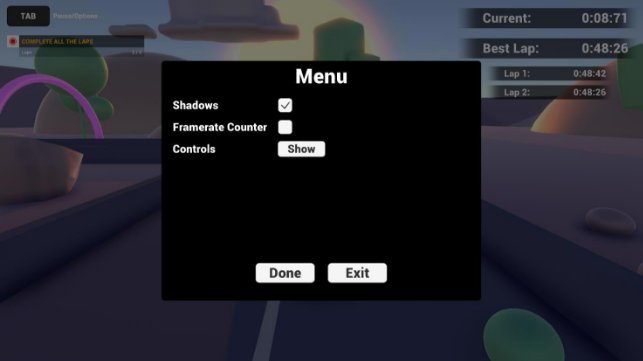 TAB Pause/Options
COMPLETE ALL THE LAPS
Current: 0:08:71
Best Lap: 0:48:26
Lap 1: 0:48:42
Lap 2: 0:48:26
Menu
Shadows
Framerate Counter
Controls Show
Done Exit